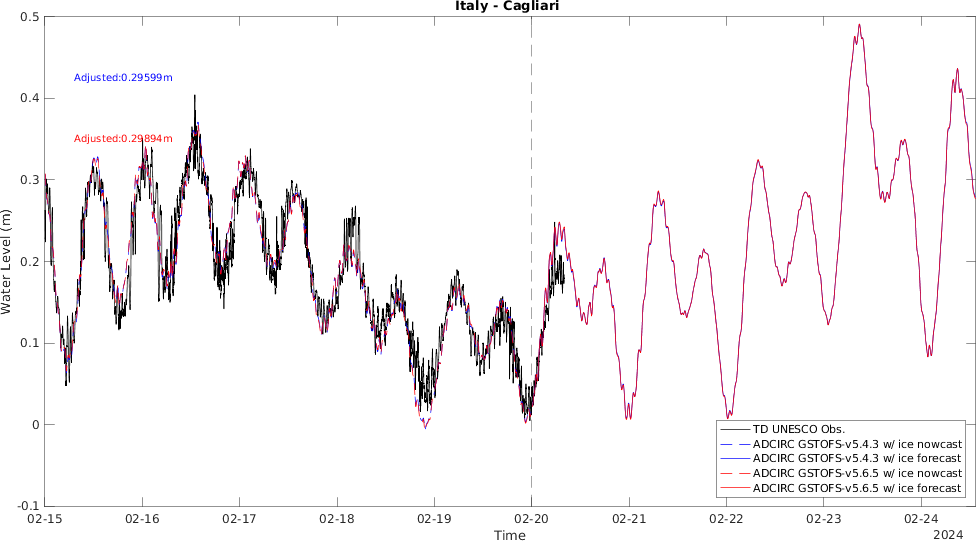 Italy - Cagliari
0.5
Adjusted:0.29599m
0.4
Adjusted:0.29894m
0.3
Water Level (m)
0.2
0.1
0
-0.1
TD UNESCO Obs.
ADCIRC GSTOFS-v5.4.3 w/ ice nowcast
ADCIRC GSTOFS-v5.4.3 w/ ice forecast
ADCIRC GSTOFS-v5.6.5 w/ ice nowcast
ADCIRC GSTOFS-v5.6.5 w/ ice forecast
02-15 02-16 02-17 02-18 02-19 02-20 02-21 02-22 02-23 02-24
Time
2024